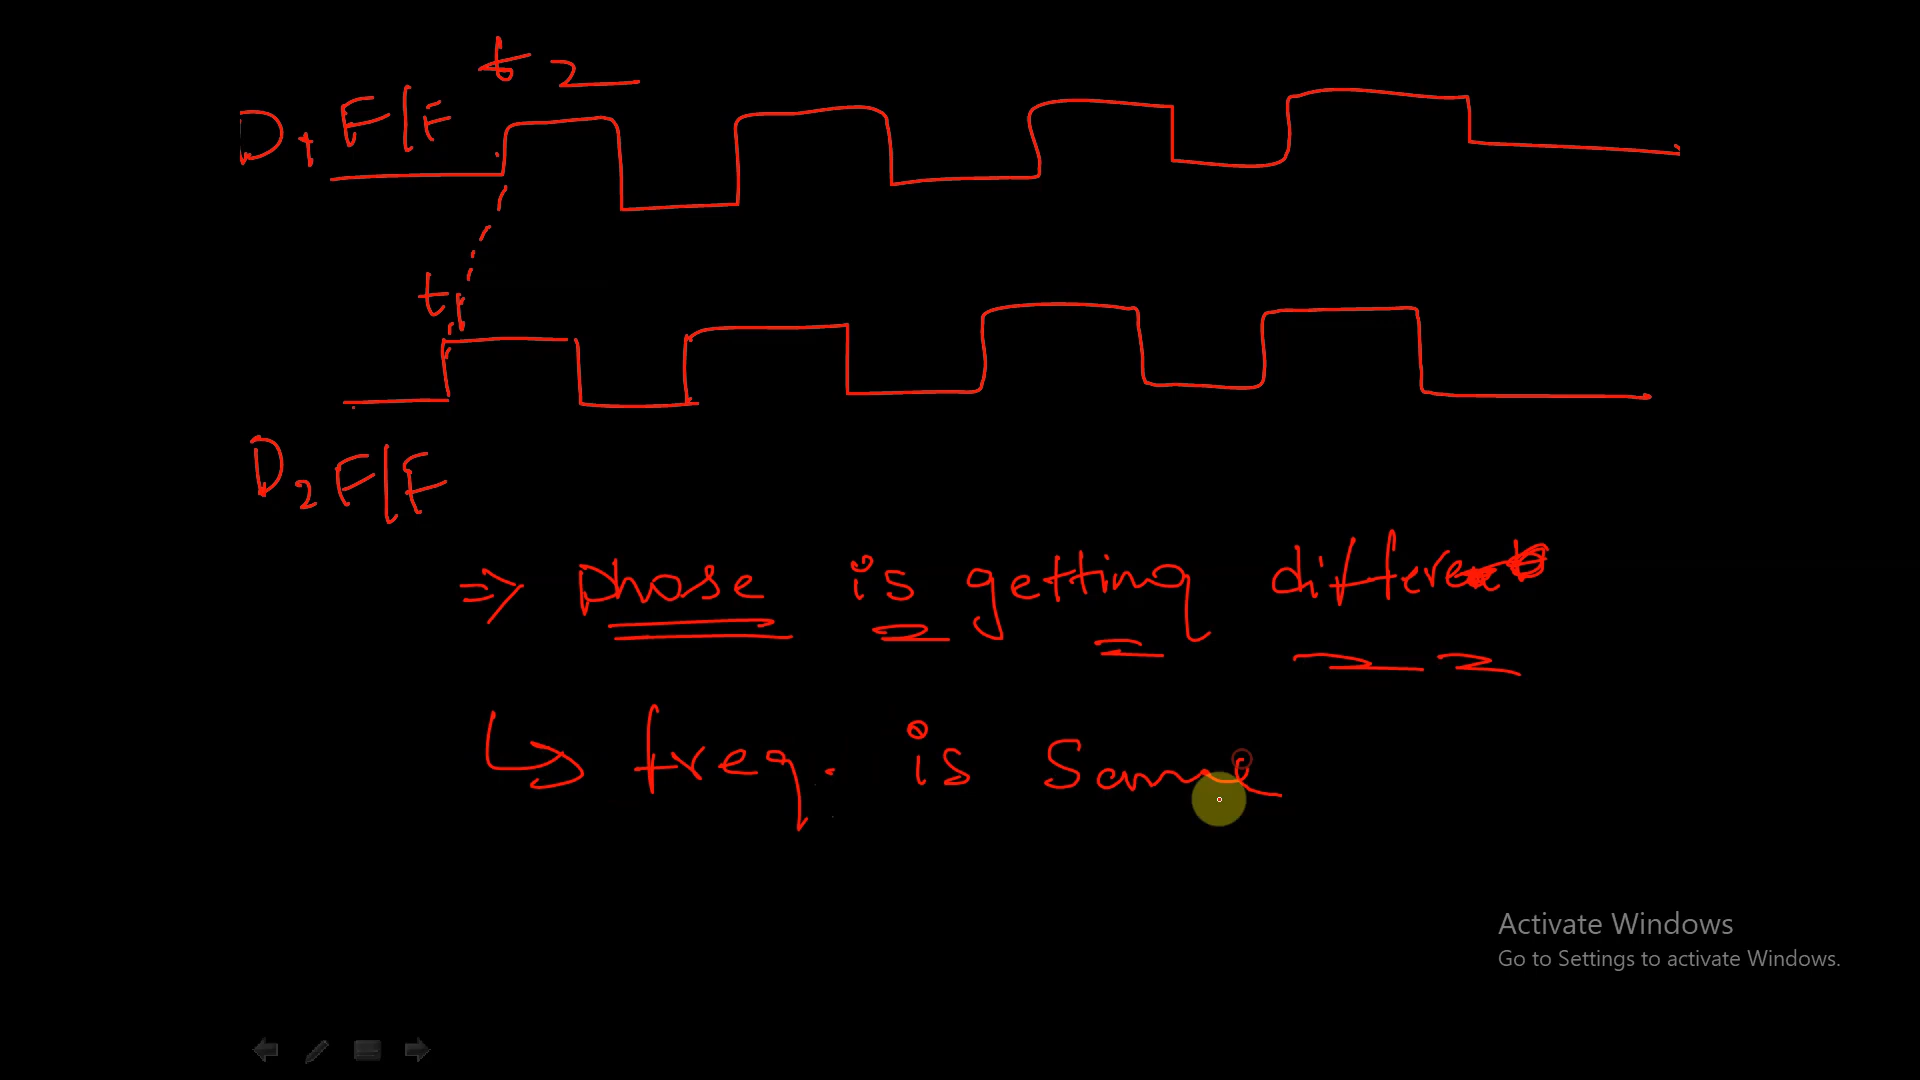 t2
D1 F/F
t1
D2 F/F
⇒ phase is getting different
↳ freq. is same
Activate Windows
Go to Settings to activate Windows.